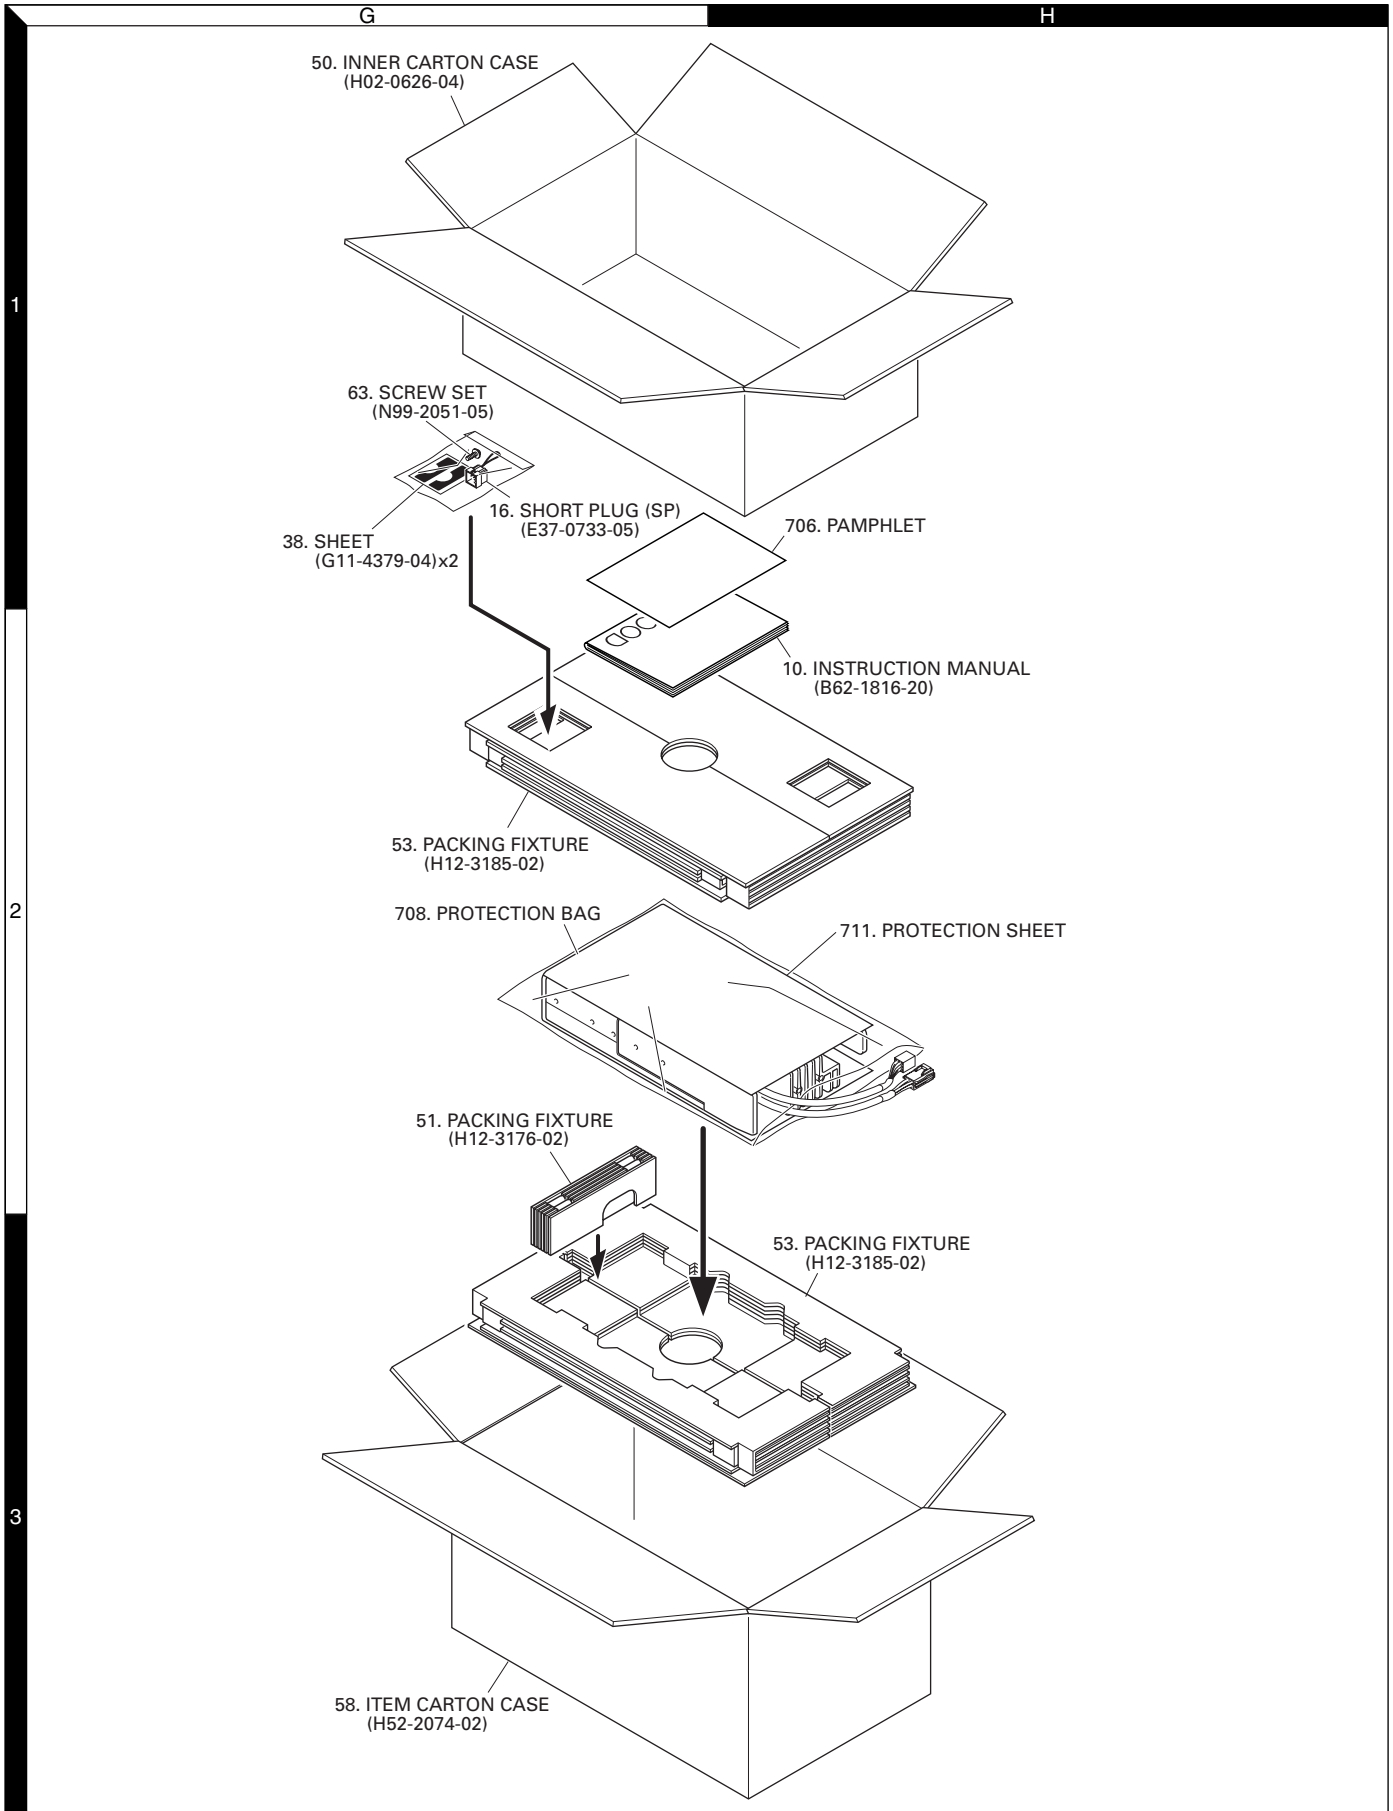 G
H
50. INNER CARTON CASE
(H02-0626-04)
1
63. SCREW SET
(N99-2051-05)
16. SHORT PLUG (SP)
(E37-0733-05)
706. PAMPHLET
38. SHEET
(G11-4379-04)x2
10. INSTRUCTION MANUAL
(B62-1816-20)
53. PACKING FIXTURE
(H12-3185-02)
2
708. PROTECTION BAG
711. PROTECTION SHEET
51. PACKING FIXTURE
(H12-3176-02)
53. PACKING FIXTURE
(H12-3185-02)
3
58. ITEM CARTON CASE
(H52-2074-02)